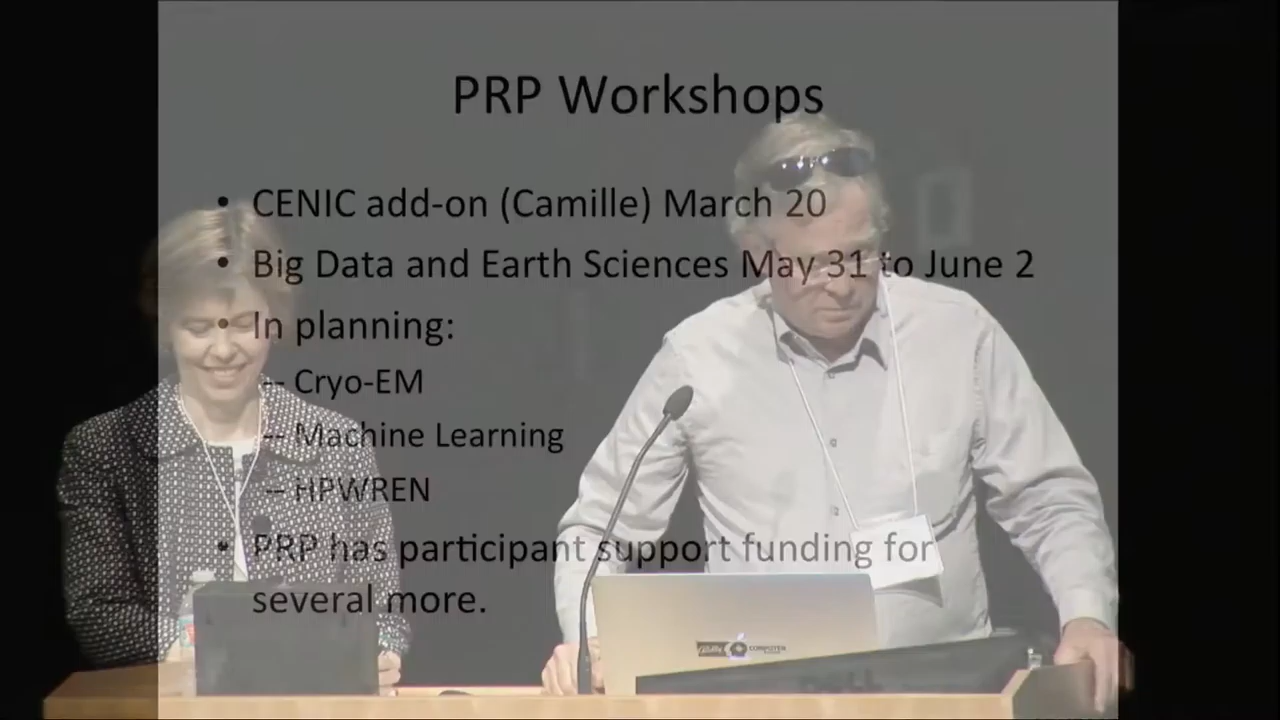 PRP Workshops
• CENIC add-on (Camille) March 20
• Big Data and Earth Sciences May 31 to June 2
• In planning:
-- Cryo-EM
-- Machine Learning
-- HPWREN
• PRP has participant support funding for
several more.
COMPUTER